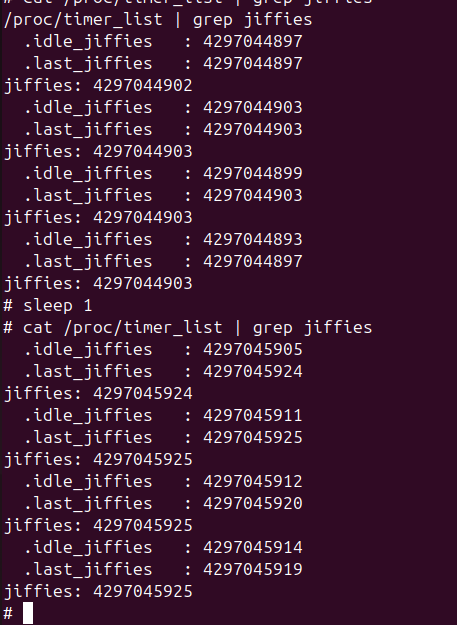 # cat /proc/timer_list | grep jiffies
/proc/timer_list | grep jiffies
  .idle_jiffies   : 4297044897
  .last_jiffies   : 4297044897
jiffies: 4297044902
  .idle_jiffies   : 4297044903
  .last_jiffies   : 4297044903
jiffies: 4297044903
  .idle_jiffies   : 4297044899
  .last_jiffies   : 4297044903
jiffies: 4297044903
  .idle_jiffies   : 4297044893
  .last_jiffies   : 4297044897
jiffies: 4297044903
# sleep 1
# cat /proc/timer_list | grep jiffies
  .idle_jiffies   : 4297045905
  .last_jiffies   : 4297045924
jiffies: 4297045924
  .idle_jiffies   : 4297045911
  .last_jiffies   : 4297045925
jiffies: 4297045925
  .idle_jiffies   : 4297045912
  .last_jiffies   : 4297045920
jiffies: 4297045925
  .idle_jiffies   : 4297045914
  .last_jiffies   : 4297045919
jiffies: 4297045925
#